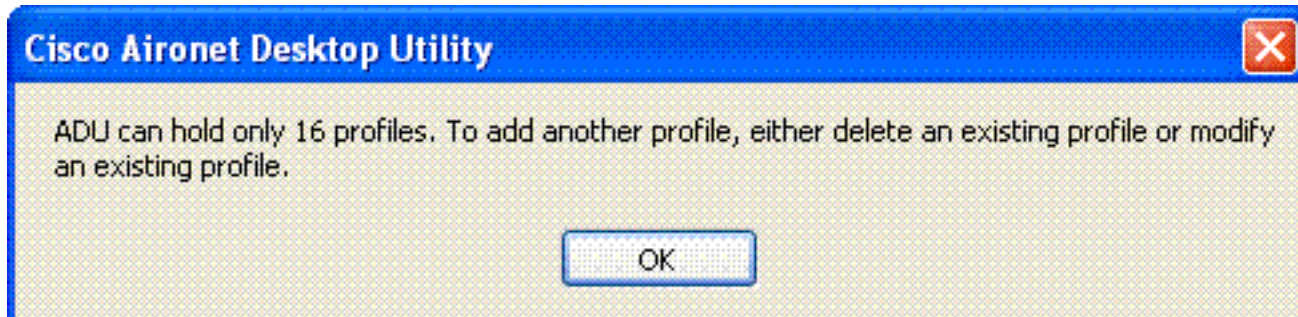 Cisco Aironet Desktop Utility
ADU can hold only 16 profiles. To add another profile, either delete an existing profile or modify
an existing profile.
OK